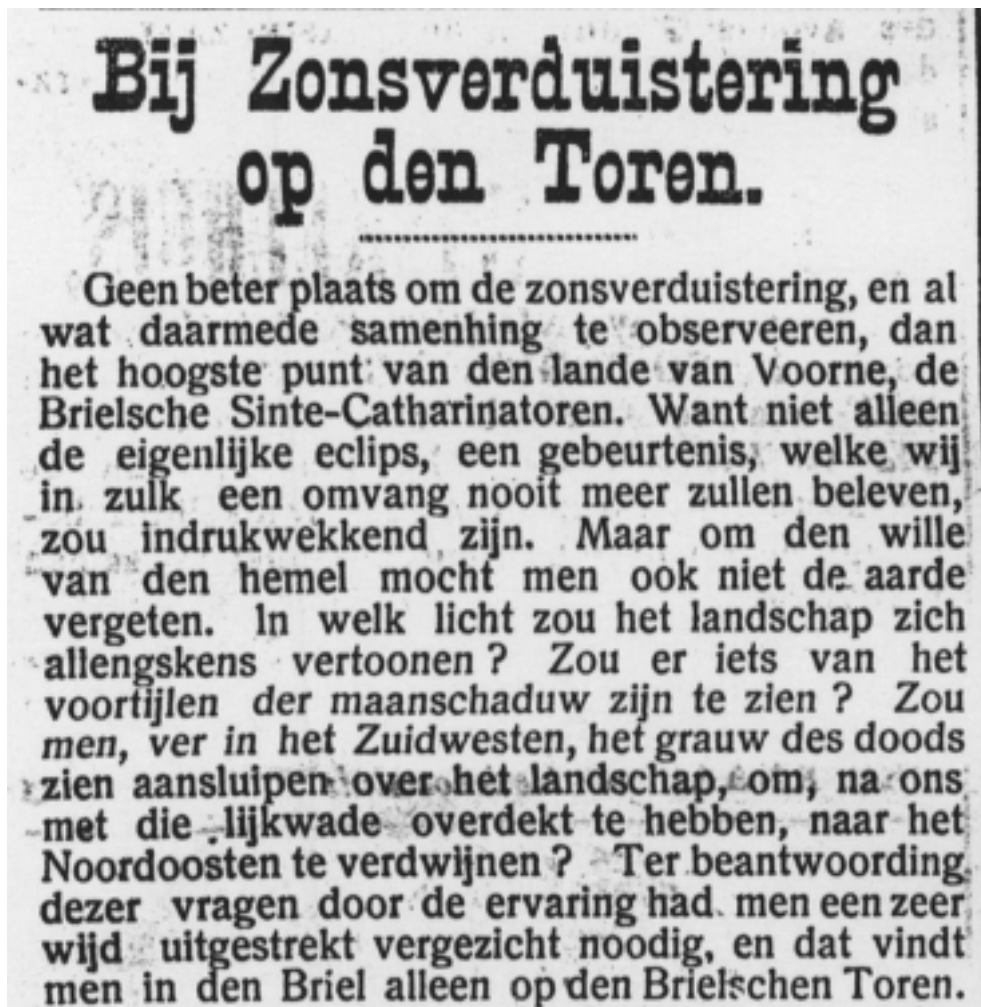 Bij Zonsverduistering
op den Toren.
Geen beter plaats om de zonsverduistering, en al
wat daarmede samenhing te observeeren, dan
het hoogste punt van den lande van Voorne, de
Brielsche Sinte-Catharinatoren. Want niet alleen
de eigenlijke eclips, een gebeurtenis, welke wij
in zulk een omvang nooit meer zullen beleven,
zou indrukwekkend zijn. Maar om den wille
van den hemel mocht men ook niet de aarde
vergeten. In welk licht zou het landschap zich
allengskens vertoonen? Zou er iets van het
voortijlen der maanschaduw zijn te zien? Zou
men, ver in het Zuidwesten, het grauw des doods
zien aansluipen over het landschap, om, na ons
met die lijkwade overdekt te hebben, naar het
Noordoosten te verdwijnen? Ter beantwoording
dezer vragen door de ervaring had men een zeer
wijd uitgestrekt vergezicht noodig, en dat vindt
men in den Briel alleen op den Brielschen Toren.